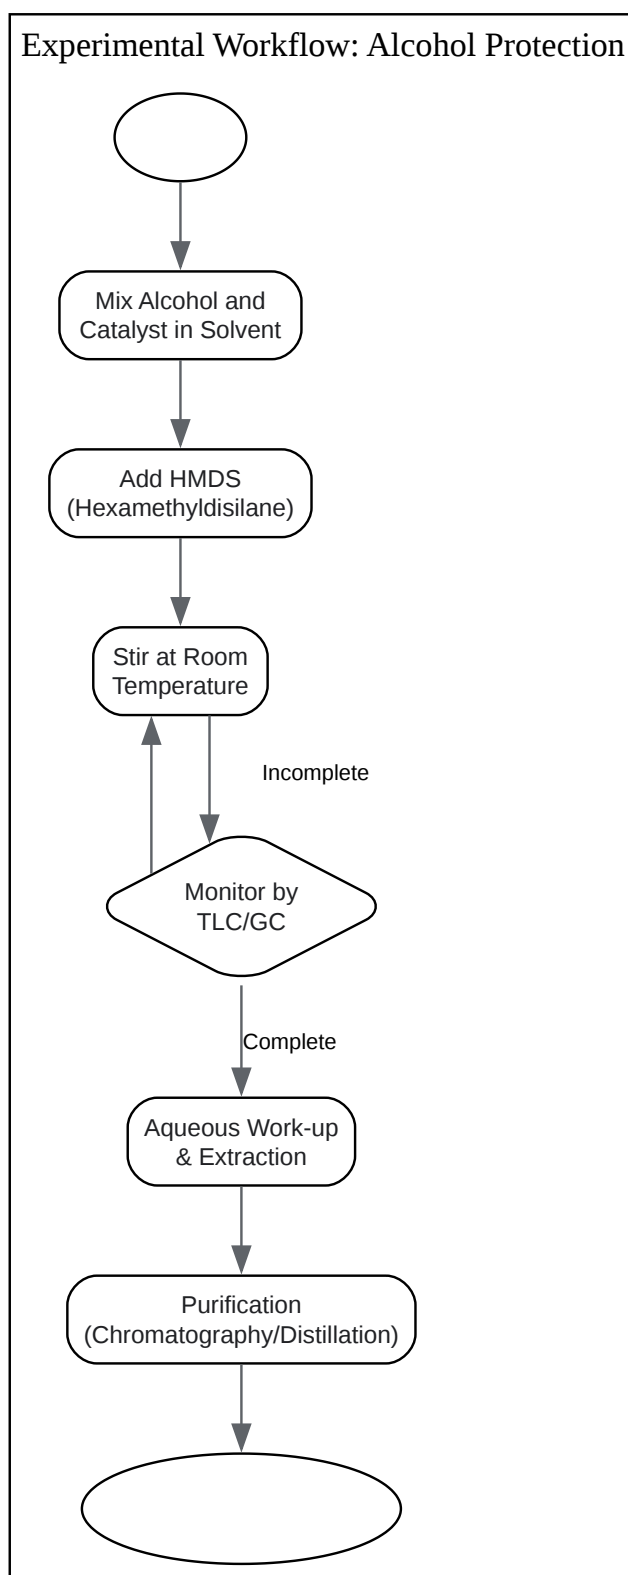 Experimental Workflow: Alcohol Protection
Mix Alcohol and
Catalyst in Solvent
Add HMDS
(Hexamethyldisilane)
Stir at Room
Temperature
Incomplete
Monitor by
TLC/GC
Complete
Aqueous Work-up
& Extraction
Purification
(Chromatography/Distillation)